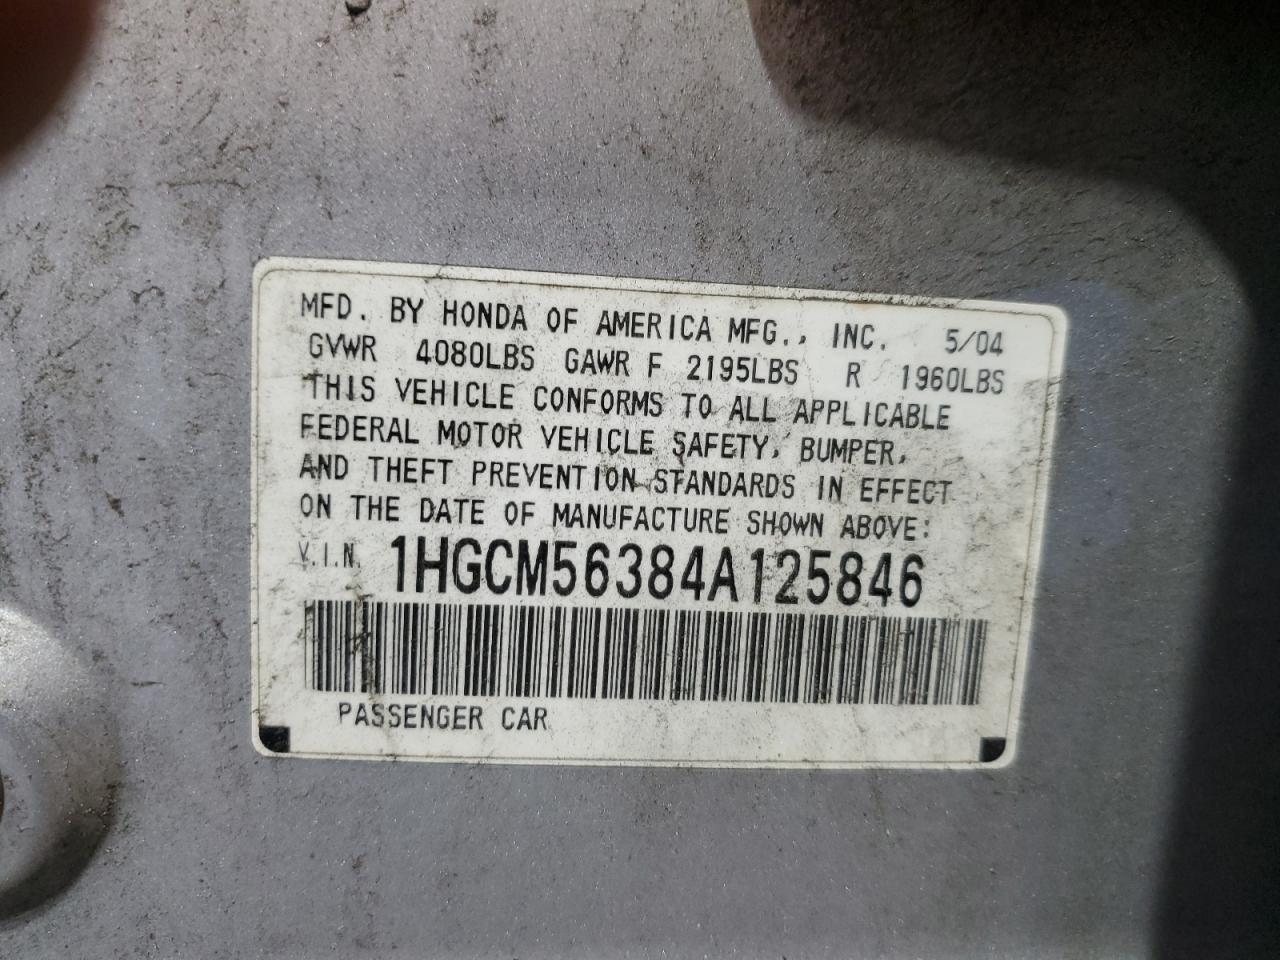 MFD. BY HONDA OF AMERICA MFG., INC. 5/04
GVWR 4080LBS GAWR F 2195LBS R 1960LBS
THIS VEHICLE CONFORMS TO ALL APPLICABLE
FEDERAL MOTOR VEHICLE SAFETY, BUMPER,
AND THEFT PREVENTION STANDARDS IN EFFECT
ON THE DATE OF MANUFACTURE SHOWN ABOVE:
V.I.N. 1HGCM56384A125846
PASSENGER CAR